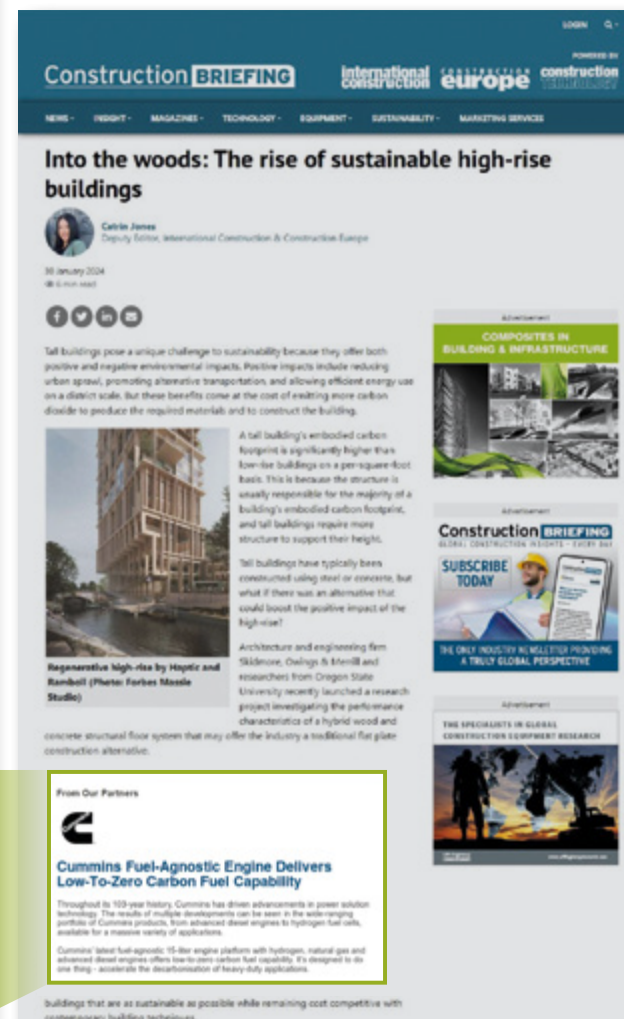 LOGIN
POWERED BY
Construction BRIEFING
international construction
CONSTRUCTION europe
construction TECHNOLOGY
NEWS INSIGHT MAGAZINES TECHNOLOGY EQUIPMENT SUSTAINABILITY MARKETING SERVICES
Into the woods: The rise of sustainable high-rise
buildings
Catrin Jones
Deputy Editor, International Construction & Construction Europe
30 January 2024
6 min read
Tall buildings pose a unique challenge to sustainability because they offer both
positive and negative environmental impacts. Positive impacts include reducing
urban sprawl, promoting alternative transportation, and allowing efficient energy use
on a district scale. But these benefits come at the cost of emitting more carbon
dioxide to produce the required materials and to construct the building.
A tall building's embodied carbon
footprint is significantly higher than
low-rise buildings on a per-square-foot
basis. This is because the structure is
usually responsible for the majority of a
building's embodied carbon footprint,
and tall buildings require more
structure to support their height.
Tall buildings have typically been
constructed using steel or concrete, but
what if there was an alternative that
could boost the positive impact of the
high-rise?
Regenerative high-rise by Haptic and
Ramboll (Photo: Forbes Massie
Studio)
Architecture and engineering firm
Skidmore, Owings & Merrill and
researchers from Oregon State
University recently launched a research
project investigating the performance
characteristics of a hybrid wood and
concrete structural floor system that may offer the industry a traditional flat plate
construction alternative.
From Our Partners
Cummins Fuel-Agnostic Engine Delivers
Low-To-Zero Carbon Fuel Capability
Throughout its 103-year history, Cummins has driven advancements in power solution
technology. The results of multiple developments can be seen in the wide-ranging
portfolio of Cummins products, from advanced diesel engines to hydrogen fuel cells,
available for a massive variety of applications.
Cummins' latest fuel-agnostic 15-liter engine platform with hydrogen, natural gas and
advanced diesel engines offers low-to-zero carbon fuel capability. It's designed to do
one thing - accelerate the decarbonisation of heavy-duty applications.
buildings that are as sustainable as possible while remaining cost competitive with
contemporary building techniques
Advertisement
COMPOSITES IN
BUILDING & INFRASTRUCTURE
Advertisement
Construction BRIEFING
GLOBAL CONSTRUCTION INSIGHTS - EVERY DAY
SUBSCRIBE
TODAY
THE ONLY INDUSTRY NEWSLETTER PROVIDING
A TRULY GLOBAL PERSPECTIVE
Advertisement
THE SPECIALISTS IN GLOBAL
CONSTRUCTION EQUIPMENT RESEARCH